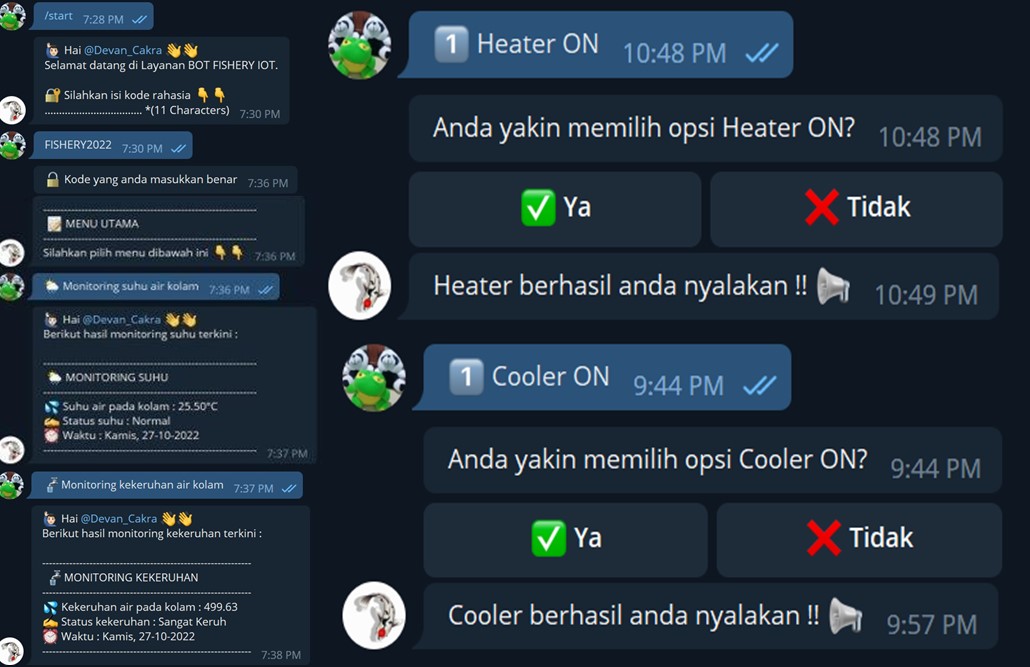 /start 7:28 PM
Hai @Devan_Cakra
Selamat datang di Layanan BOT FISHERY IOT.
Silahkan isi kode rahasia
.................................. *(11 Characters) 7:30 PM
FISHERY2022 7:30 PM
Kode yang anda masukkan benar 7:36 PM
------------------------------------------------------------
MENU UTAMA
------------------------------------------------------------
Silahkan pilih menu dibawah ini 7:36 PM
Monitoring suhu air kolam 7:36 PM
Hai @Devan_Cakra
Berikut hasil monitoring suhu terkini :
------------------------------------------------------------
MONITORING SUHU
------------------------------------------------------------
Suhu air pada kolam : 25.50°C
Status suhu : Normal
Waktu : Kamis, 27-10-2022
------------------------------------------------------------
7:37 PM
Monitoring kekeruhan air kolam 7:37 PM
Hai @Devan_Cakra
Berikut hasil monitoring kekeruhan terkini :
------------------------------------------------------------
MONITORING KEKERUHAN
------------------------------------------------------------
Kekeruhan air pada kolam : 499.63
Status kekeruhan : Sangat Keruh
Waktu : Kamis, 27-10-2022
------------------------------------------------------------
7:38 PM
1 Heater ON 10:48 PM
Anda yakin memilih opsi Heater ON? 10:48 PM
Ya
Tidak
Heater berhasil anda nyalakan !! 10:49 PM
1 Cooler ON 9:44 PM
Anda yakin memilih opsi Cooler ON? 9:44 PM
Ya
Tidak
Cooler berhasil anda nyalakan !! 9:57 PM